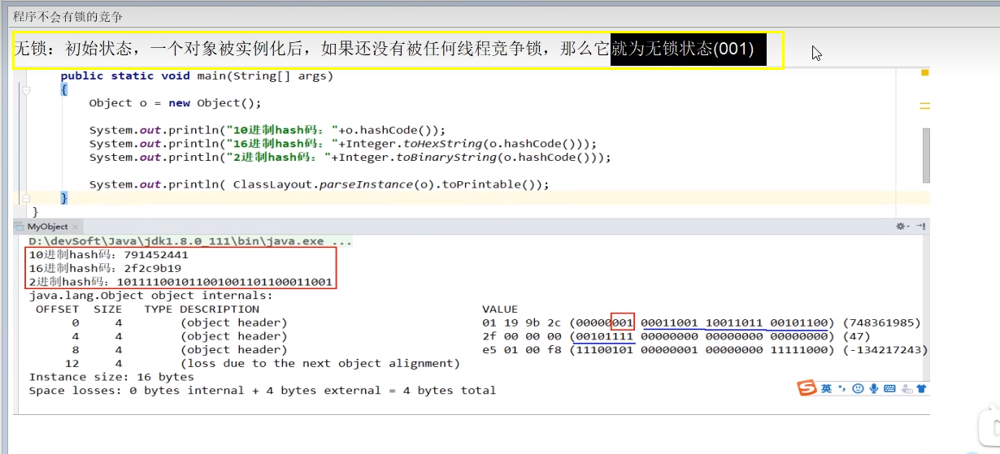 程序不会有锁的竞争
无锁：初始状态，一个对象被实例化后，如果还没有被任何线程竞争锁，那么它就为无锁状态(001)
public static void main(String[] args)
{
Object o = new Object();
System.out.println("10进制hash码："+o.hashCode());
System.out.println("16进制hash码："+Integer.toHexString(o.hashCode()));
System.out.println("2进制hash码："+Integer.toBinaryString(o.hashCode()));
System.out.println( ClassLayout.parseInstance(o).toPrintable());
}
}
MyObject
D:\devSoft\Java\jdk1.8.0_111\bin\java.exe ...
10进制hash码：791452441
16进制hash码：2f2c9b19
2进制hash码：101111001011001001101100011001
java.lang.Object object internals:
OFFSET SIZE TYPE DESCRIPTION VALUE
0 4 (object header) 01 19 9b 2c (00000001 00011001 10011011 00101100) (748361985)
4 4 (object header) 2f 00 00 00 (00101111 00000000 00000000 00000000) (47)
8 4 (object header) e5 01 00 f8 (11100101 00000001 00000000 11111000) (-134217243)
12 4 (loss due to the next object alignment)
Instance size: 16 bytes
Space losses: 0 bytes internal + 4 bytes external = 4 bytes total
英